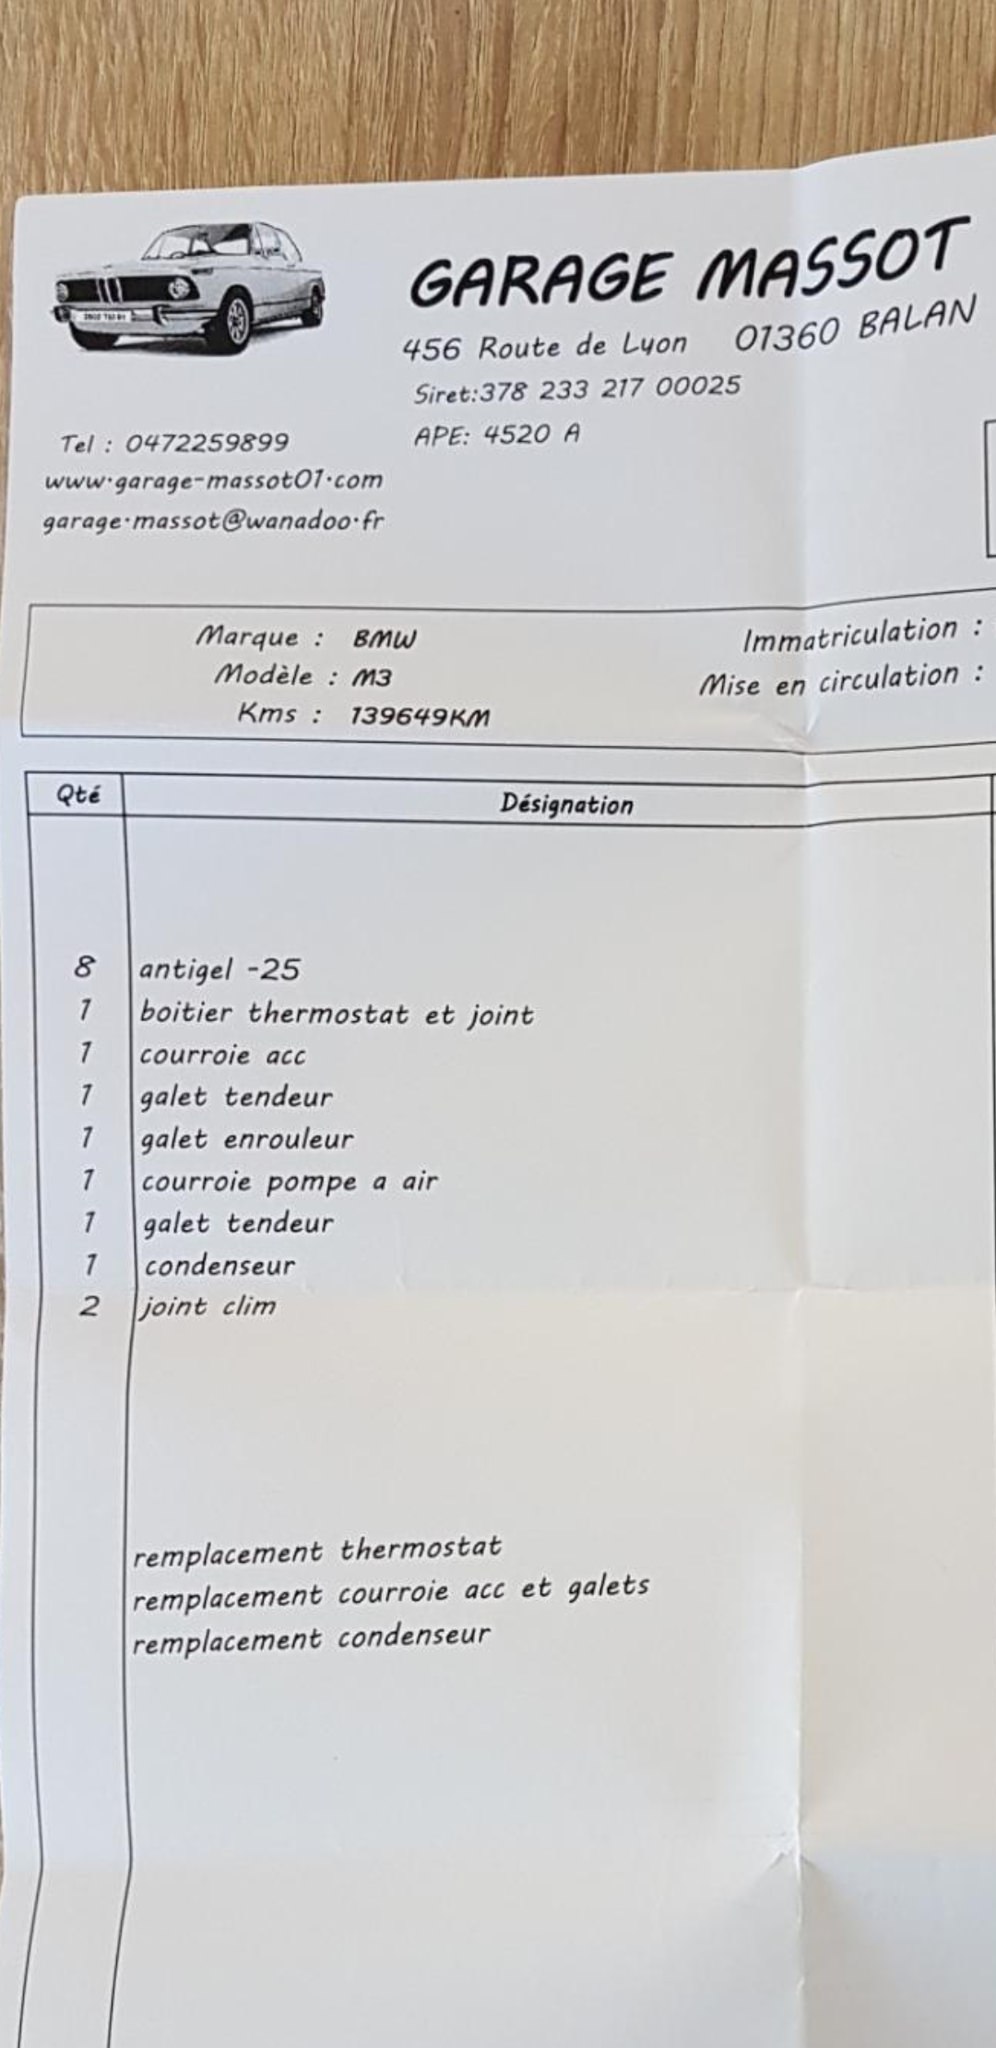 GARAGE MASSOT
456 Route de Lyon 01360 BALAN
Siret:378 233 217 00025
APE: 4520 A
Tel : 0472259899
www.garage-massot01.com
garage.massot@wanadoo.fr
Marque : BMW
Modèle : M3
Kms : 139649KM
Immatriculation :
Mise en circulation :
Qté Désignation
8 antigel -25
1 boitier thermostat et joint
1 courroie acc
1 galet tendeur
1 galet enrouleur
1 courroie pompe a air
1 galet tendeur
1 condenseur
2 joint clim
remplacement thermostat
remplacement courroie acc et galets
remplacement condenseur